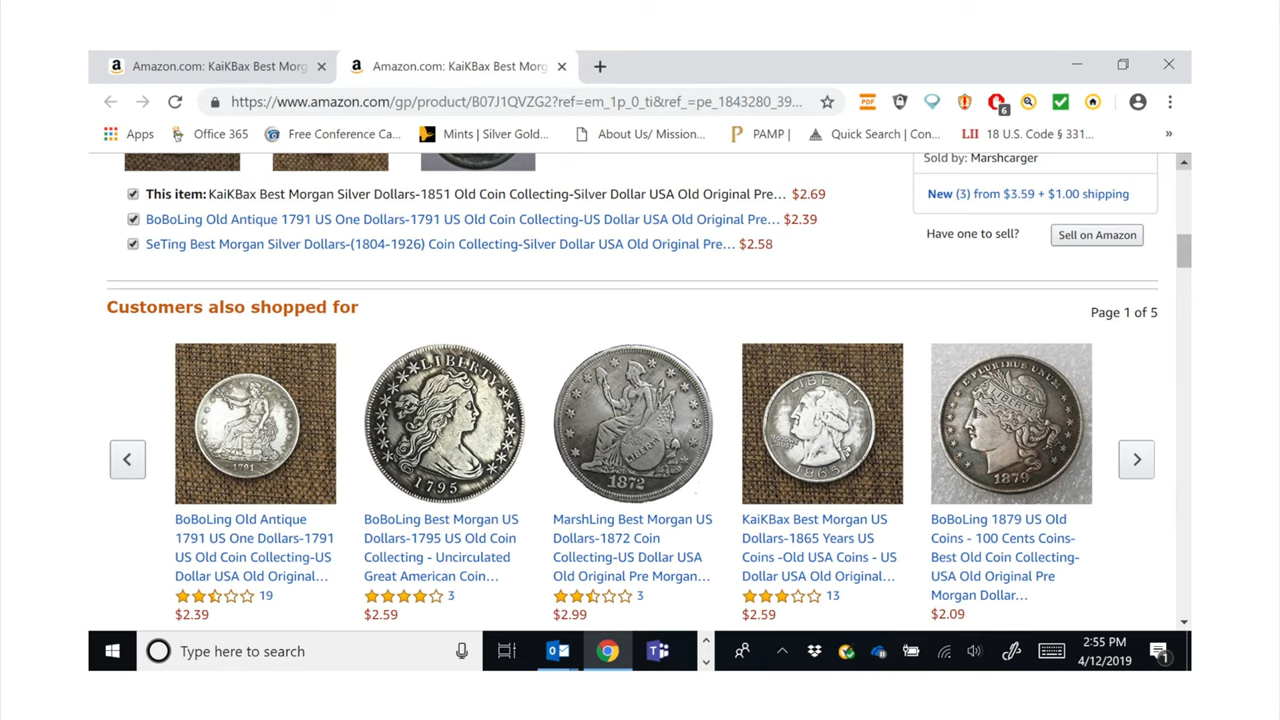 Amazon.com: KaiKBax Best Morg
Amazon.com: KaiKBax Best Morg
https://www.amazon.com/gp/product/B07J1QVZG2?ref=em_1p_0_ti&ref_=pe_1843280_39...
PDF
6
Apps
Office 365
Free Conference Ca...
Mints | Silver Gold...
About Us/ Mission...
PAMP |
Quick Search | Con...
LII 18 U.S. Code § 331...
»
Sold by: Marshcarger
This item: KaiKBax Best Morgan Silver Dollars-1851 Old Coin Collecting-Silver Dollar USA Old Original Pre... $2.69
New (3) from $3.59 + $1.00 shipping
BoBoLing Old Antique 1791 US One Dollars-1791 US Old Coin Collecting-US Dollar USA Old Original Pre... $2.39
Have one to sell?
Sell on Amazon
SeTing Best Morgan Silver Dollars-(1804-1926) Coin Collecting-Silver Dollar USA Old Original Pre... $2.58
Customers also shopped for
Page 1 of 5
1791
LIBERTY
1795
LIBERTY
1872
LIBERTY
1865
E PLURIBUS UNUM
LIBERTY
1879
BoBoLing Old Antique
1791 US One Dollars-1791
US Old Coin Collecting-US
Dollar USA Old Original...
19
$2.39
BoBoLing Best Morgan US
Dollars-1795 US Old Coin
Collecting - Uncirculated
Great American Coin...
3
$2.59
MarshLing Best Morgan US
Dollars-1872 Coin
Collecting-US Dollar USA
Old Original Pre Morgan...
3
$2.99
KaiKBax Best Morgan US
Dollars-1865 Years US
Coins -Old USA Coins - US
Dollar USA Old Original...
13
$2.59
BoBoLing 1879 US Old
Coins - 100 Cents Coins-
Best Old Coin Collecting-
USA Old Original Pre
Morgan Dollar...
$2.09
Type here to search
2:55 PM
4/12/2019
1